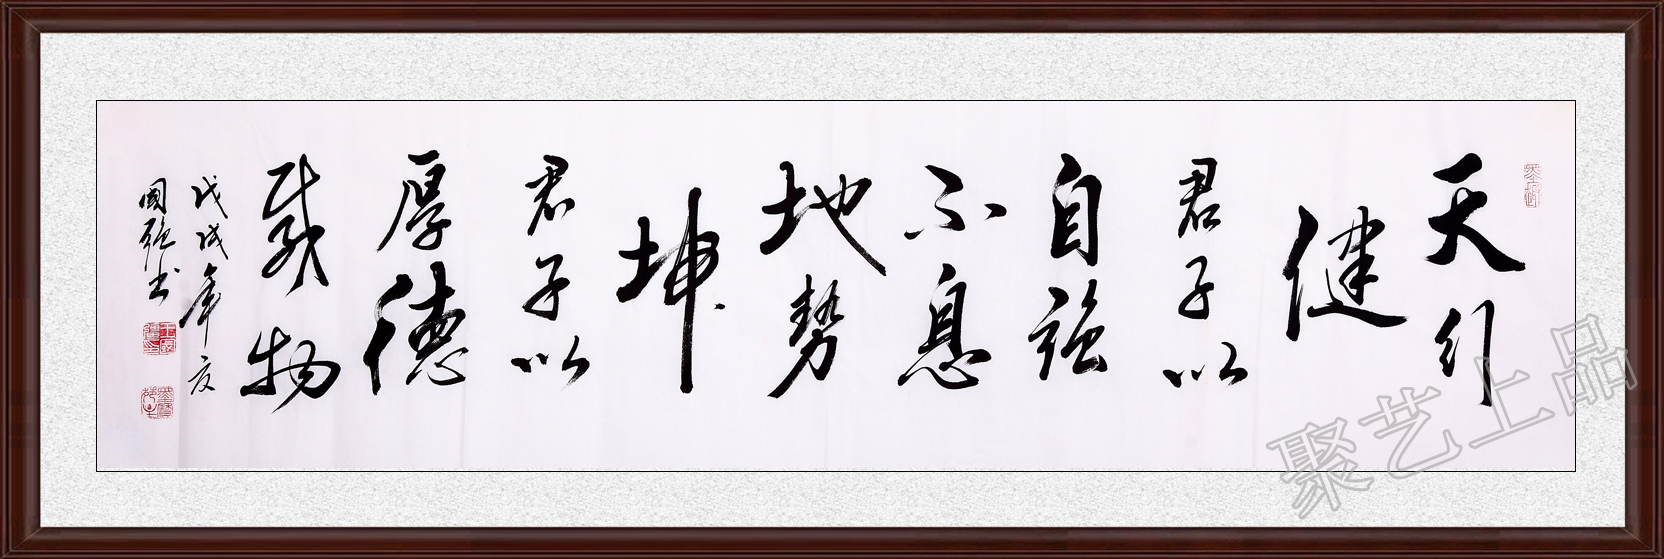 天行
健
君子以
自强
不息
地势
坤
君子以
厚德
载物
戊戌年夏
国强书
聚艺上品